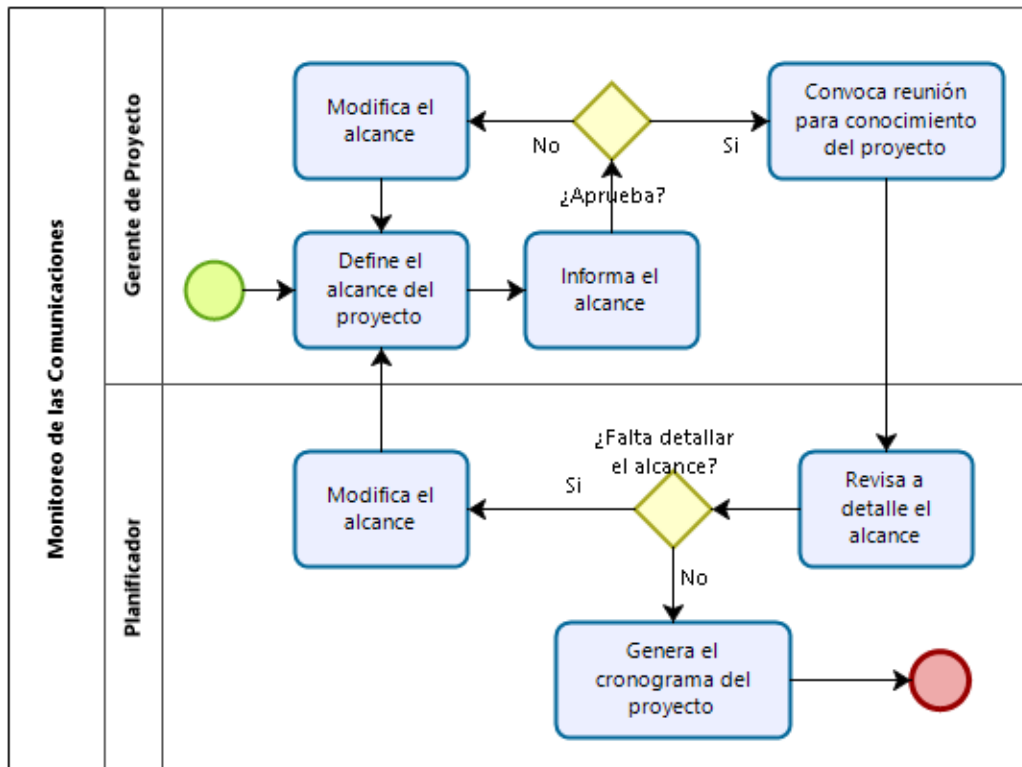 Monitoreo de las Comunicaciones
Gerente de Proyecto
Modifica el
alcance
No
Si
¿Aprueba?
Convoca reunión
para conocimiento
del proyecto
Define el
alcance del
proyecto
Informa el
alcance
Planificador
Modifica el
alcance
Si
¿Falta detallar
el alcance?
No
Revisa a
detalle el
alcance
Genera el
cronograma del
proyecto